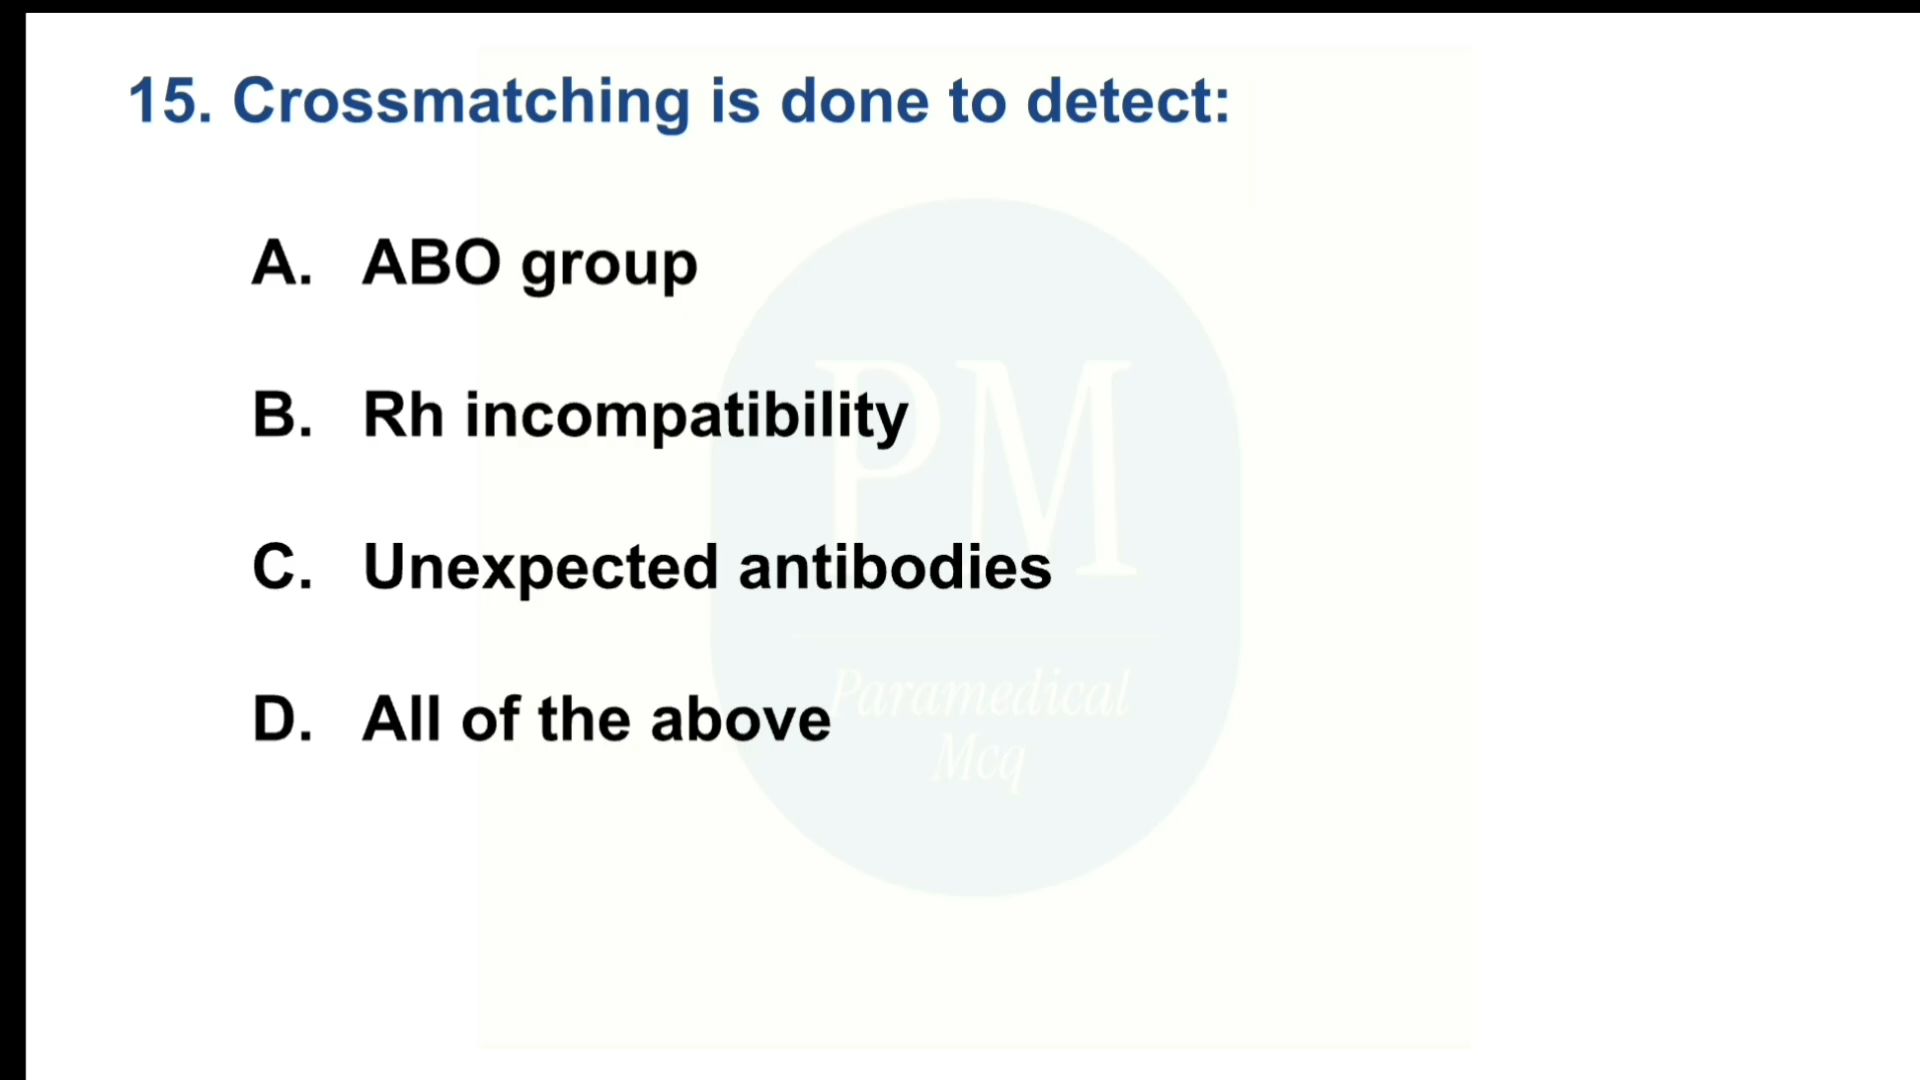 15. Crossmatching is done to detect:
A. ABO group
B. Rh incompatibility
C. Unexpected antibodies
D. All of the above
PM
Paramedical
Mcq